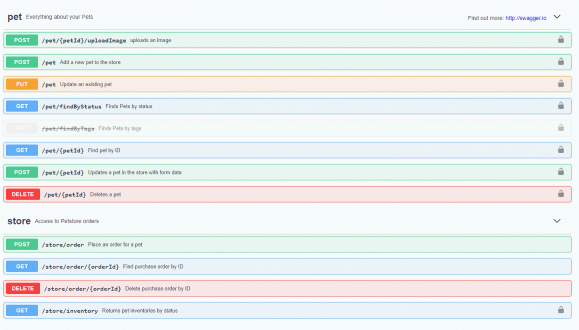 pet Everything about your Pets Find out more: http://swagger.io
POST /pet/{petId}/uploadImage uploads an image
POST /pet Add a new pet to the store
PUT /pet Update an existing pet
GET /pet/findByStatus Finds Pets by status
/pet/findByTags Finds Pets by tags
GET /pet/{petId} Find pet by ID
POST /pet/{petId} Updates a pet in the store with form data
DELETE /pet/{petId} Deletes a pet
store Access to Petstore orders
POST /store/order Place an order for a pet
GET /store/order/{orderId} Find purchase order by ID
DELETE /store/order/{orderId} Delete purchase order by ID
GET /store/inventory Returns pet inventories by status